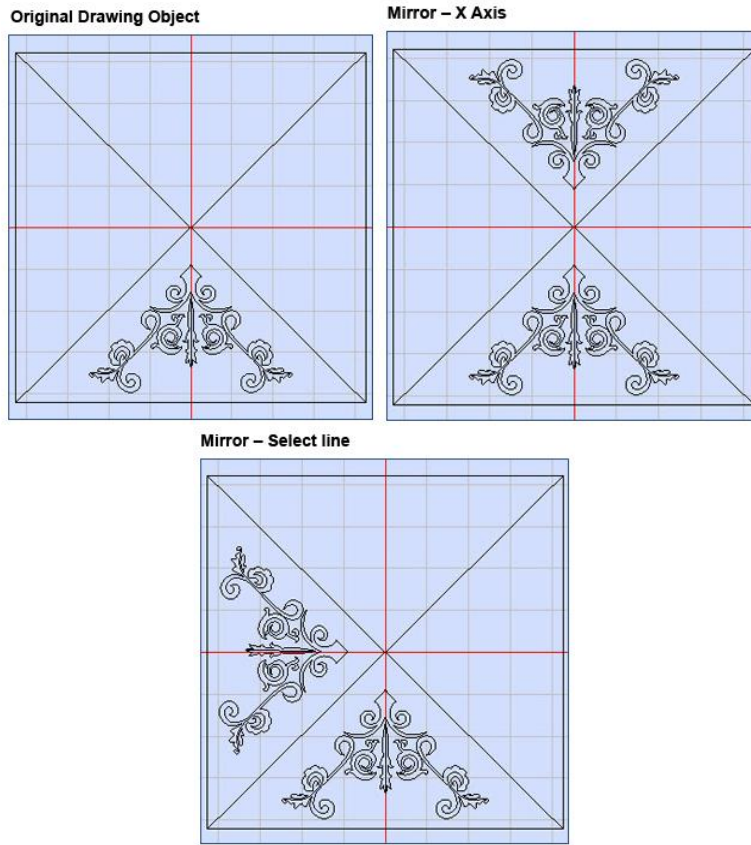 Original Drawing Object
Mirror – X Axis
Mirror – Select line